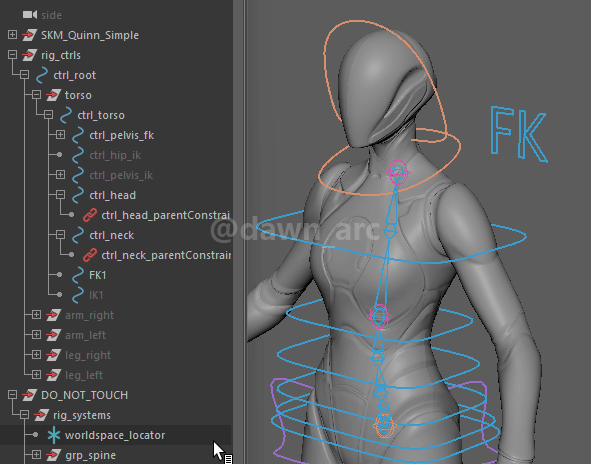 side
SKM_Quinn_Simple
rig_ctrls
ctrl_root
torso
ctrl_torso
ctrl_pelvis_fk
ctrl_hip_ik
ctrl_pelvis_ik
ctrl_head
ctrl_head_parentConstrai
ctrl_neck
ctrl_neck_parentConstrain
FK1
IK1
arm_right
arm_left
leg_right
leg_left
DO_NOT_TOUCH
rig_systems
worldspace_locator
grp_spine
FK
@dawn_arc